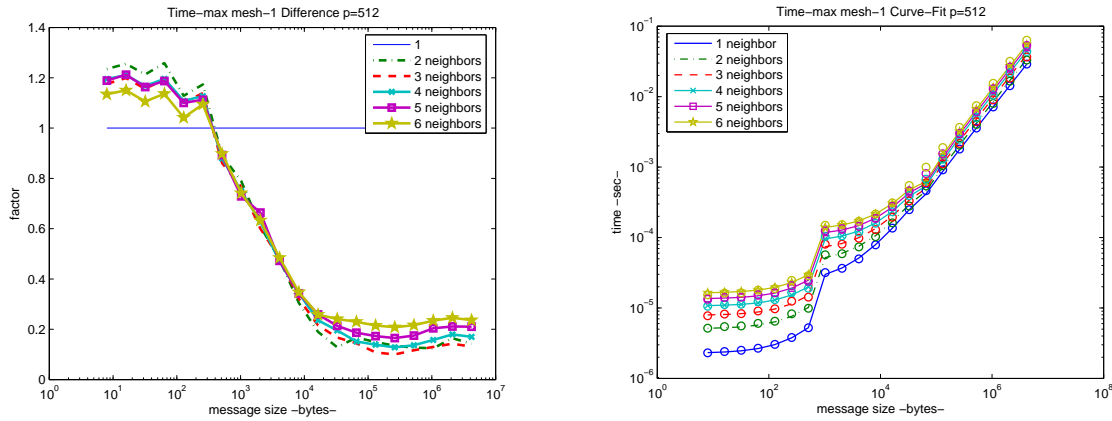 Time−max mesh−1 Difference p=512
1.4
1.2
1
0.8
0.6
0.4
0.2
0
factor
10^0
10^1
10^2
10^3
10^4
10^5
10^6
10^7
message size −bytes−
1
2 neighbors
3 neighbors
4 neighbors
5 neighbors
6 neighbors
Time−max mesh−1 Curve−Fit p=512
10^−1
10^−2
10^−3
10^−4
10^−5
10^−6
time −sec−
10^0
10^2
10^4
10^6
10^8
message size −bytes−
1 neighbor
2 neighbors
3 neighbors
4 neighbors
5 neighbors
6 neighbors